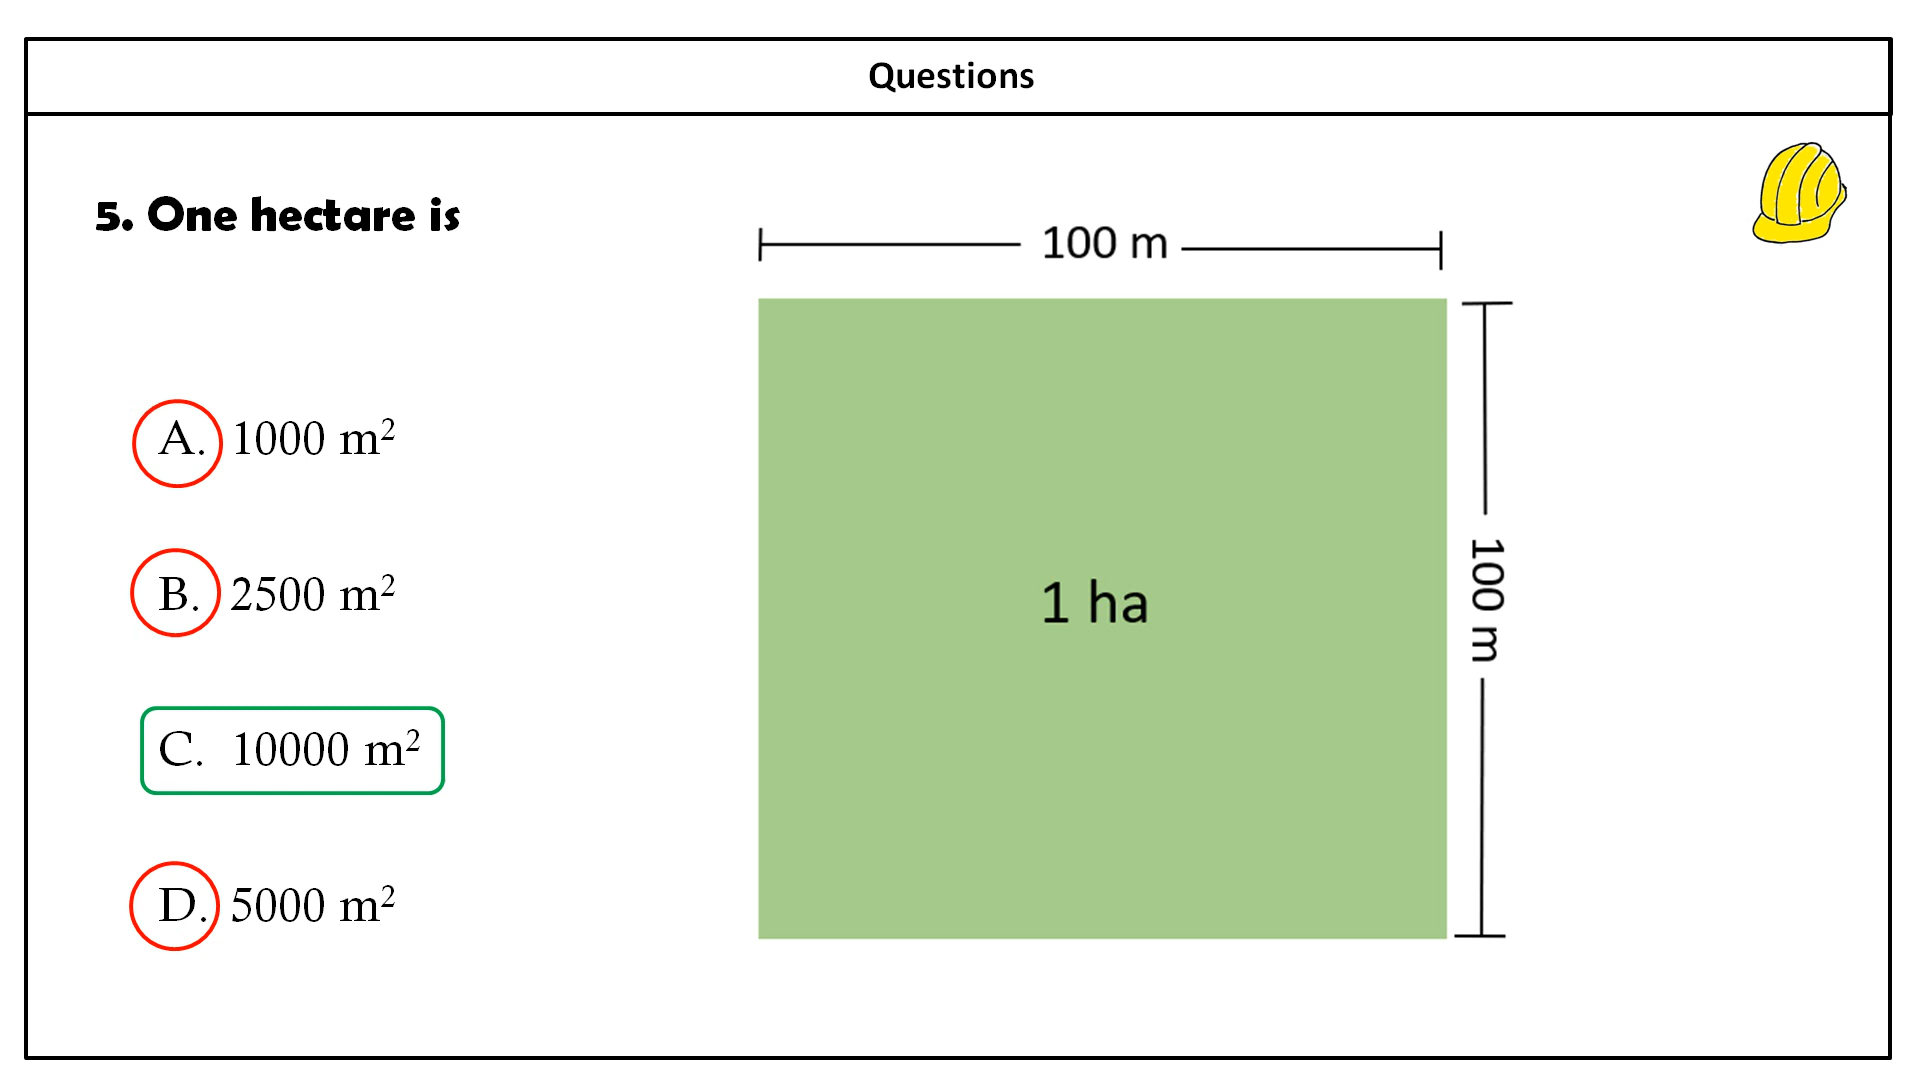 Questions
5. One hectare is
A. 1000 m²
B. 2500 m²
C. 10000 m²
D. 5000 m²
100 m
1 ha
100 m